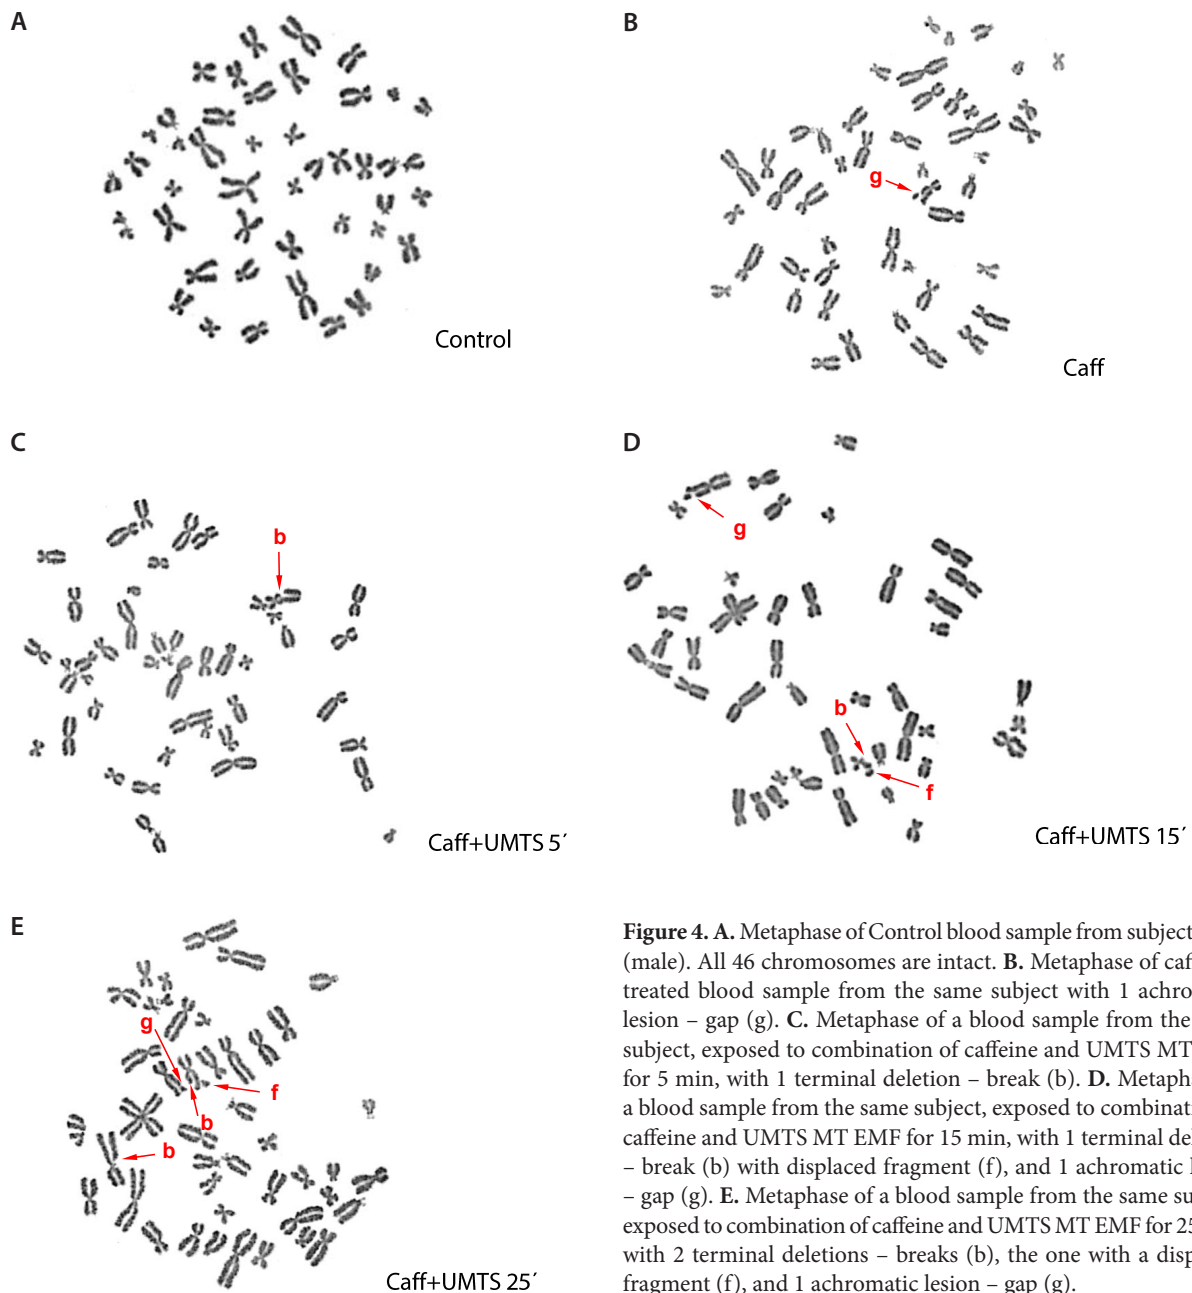 A
B
g
Control
Caff
C
D
g
b
b
f
Caff+UMTS 5´
Caff+UMTS 15´
E
g
f
b
b
Caff+UMTS 25´
Figure 4. A. Metaphase of Control blood sample from subject
(male). All 46 chromosomes are intact. B. Metaphase of caf
treated blood sample from the same subject with 1 achro
lesion – gap (g). C. Metaphase of a blood sample from the
subject, exposed to combination of caffeine and UMTS MT
for 5 min, with 1 terminal deletion – break (b). D. Metaph
a blood sample from the same subject, exposed to combinati
caffeine and UMTS MT EMF for 15 min, with 1 terminal del
– break (b) with displaced fragment (f), and 1 achromatic l
– gap (g). E. Metaphase of a blood sample from the same su
exposed to combination of caffeine and UMTS MT EMF for 25
with 2 terminal deletions – breaks (b), the one with a disp
fragment (f), and 1 achromatic lesion – gap (g).